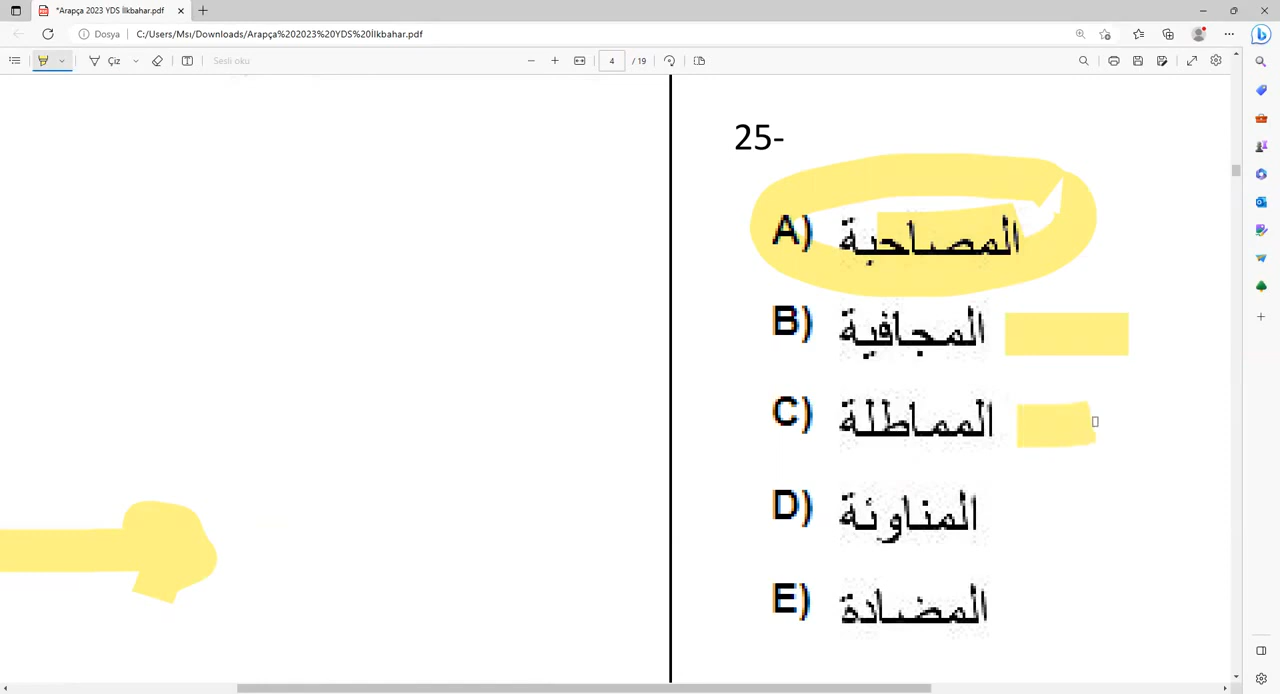 *Arapça 2023 YDS İlkbahar.pdf
Dosya
C:/Users/Msı/Downloads/Arapça%202023%20YDS%20İlkbahar.pdf
Çiz
Sesli oku
4 / 19
25-
A) المصاحبة
B) المجافية
C) المماطلة
D) المناوئة
E) المضادة